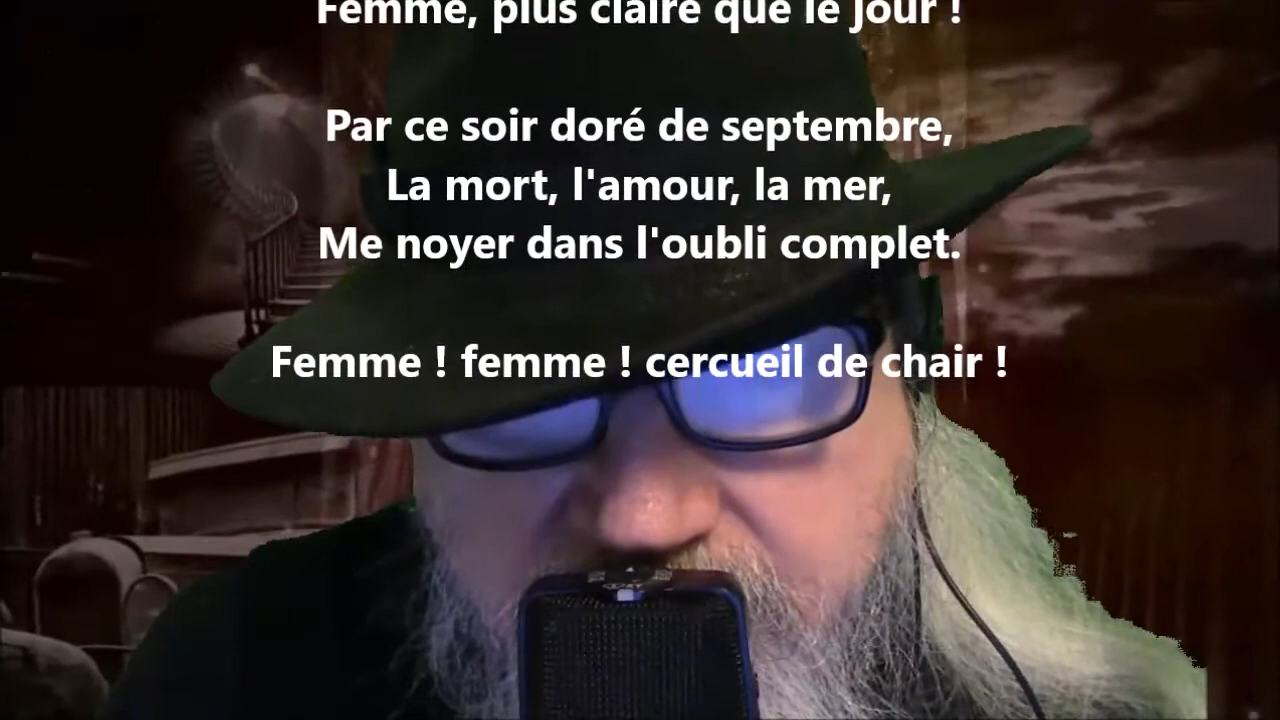 Femme, plus claire que le jour !
Par ce soir doré de septembre,
La mort, l'amour, la mer,
Me noyer dans l'oubli complet.
Femme ! femme ! cercueil de chair !